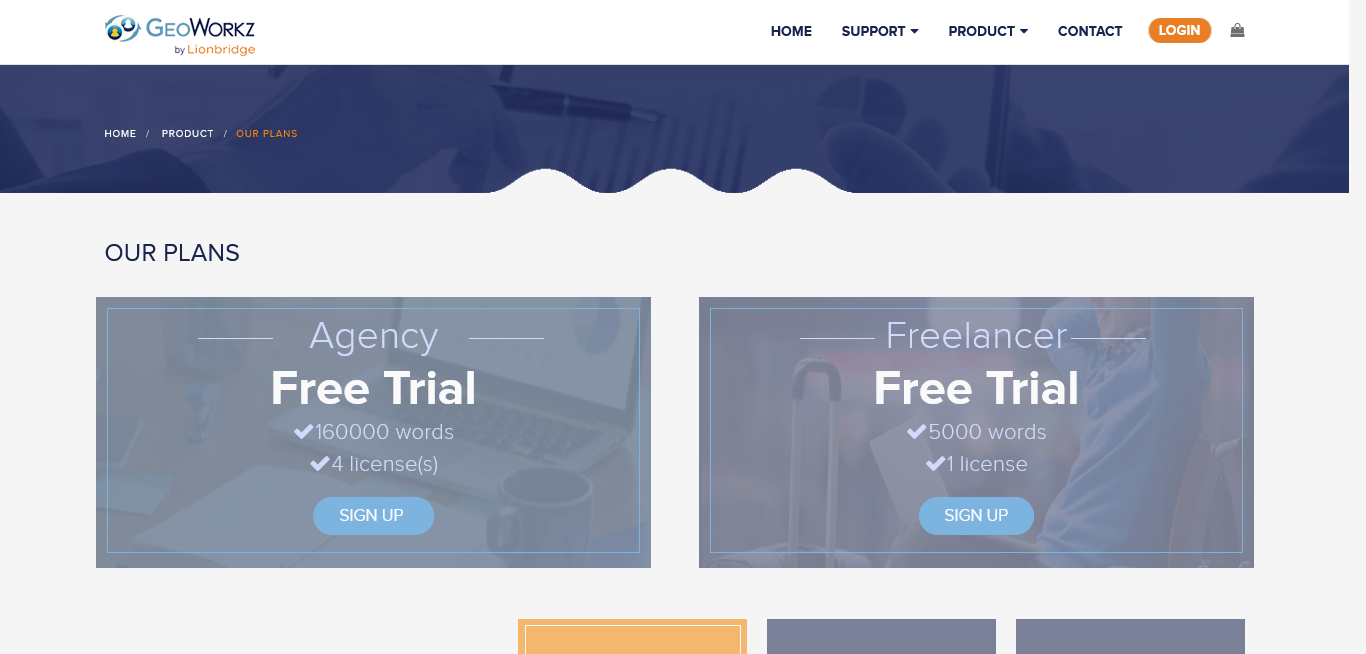 GEOWORKZ
by Lionbridge
HOME SUPPORT PRODUCT CONTACT LOGIN
HOME / PRODUCT / OUR PLANS
OUR PLANS
Agency
Free Trial
160000 words
4 license(s)
SIGN UP
Freelancer
Free Trial
5000 words
1 license
SIGN UP